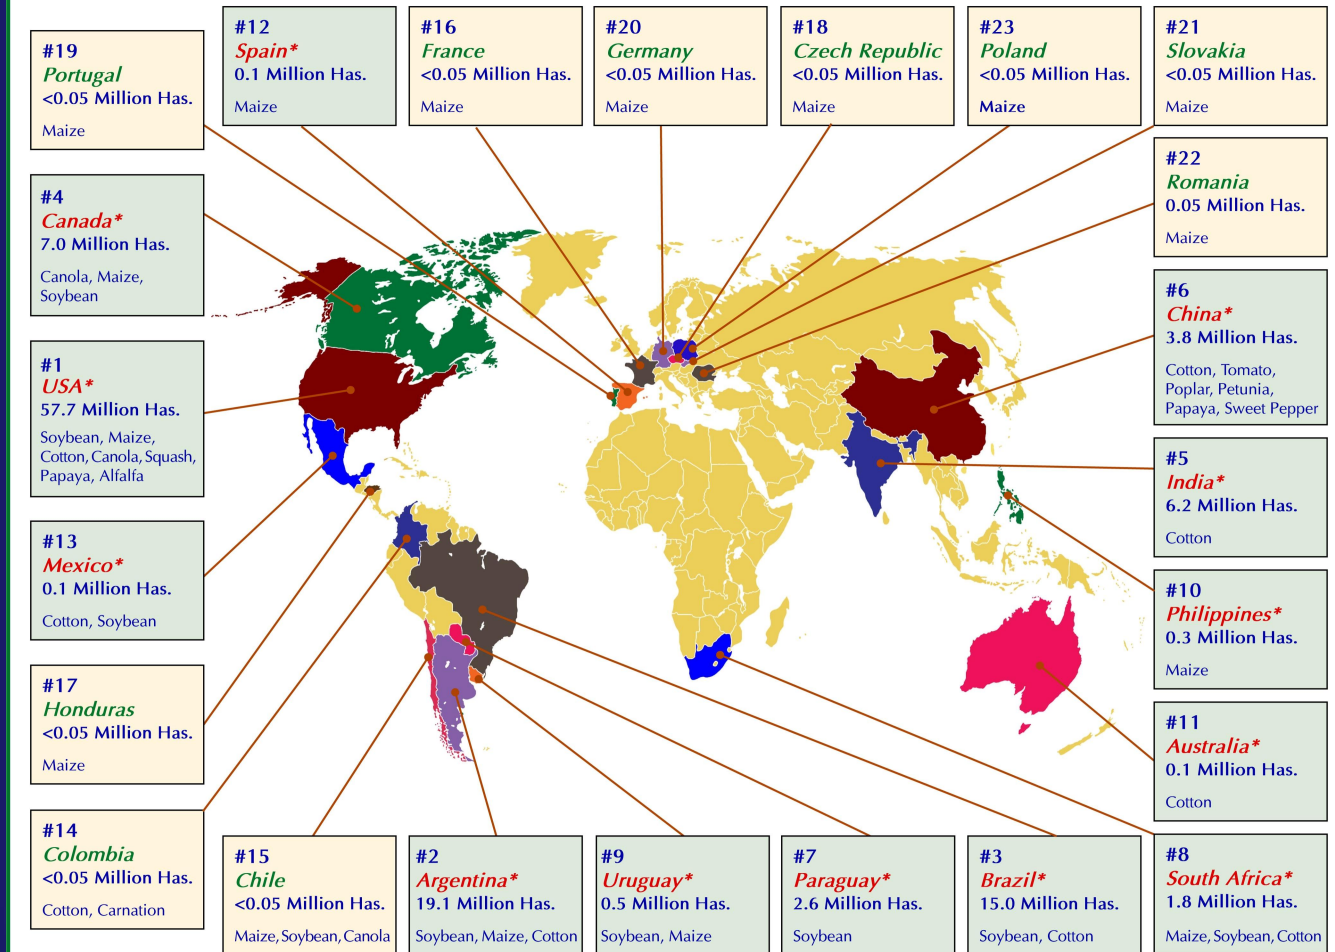 #19
Portugal
<0.05 Million Has.
Maize
#12
Spain*
0.1 Million Has.
Maize
#16
France
<0.05 Million Has.
Maize
#20
Germany
<0.05 Million Has.
Maize
#18
Czech Republic
<0.05 Million Has.
Maize
#23
Poland
<0.05 Million Has.
Maize
#21
Slovakia
<0.05 Million Has.
Maize
#22
Romania
0.05 Million Has.
Maize
#4
Canada*
7.0 Million Has.
Canola, Maize,
Soybean
#6
China*
3.8 Million Has.
Cotton, Tomato,
Poplar, Petunia,
Papaya, Sweet Pepper
#1
USA*
57.7 Million Has.
Soybean, Maize,
Cotton, Canola, Squash,
Papaya, Alfalfa
#5
India*
6.2 Million Has.
Cotton
#13
Mexico*
0.1 Million Has.
Cotton, Soybean
#10
Philippines*
0.3 Million Has.
Maize
#17
Honduras
<0.05 Million Has.
Maize
#11
Australia*
0.1 Million Has.
Cotton
#14
Colombia
<0.05 Million Has.
Cotton, Carnation
#15
Chile
<0.05 Million Has.
Maize, Soybean, Canola
#2
Argentina*
19.1 Million Has.
Soybean, Maize, Cotton
#9
Uruguay*
0.5 Million Has.
Soybean, Maize
#7
Paraguay*
2.6 Million Has.
Soybean
#3
Brazil*
15.0 Million Has.
Soybean, Cotton
#8
South Africa*
1.8 Million Has.
Maize, Soybean, Cotton